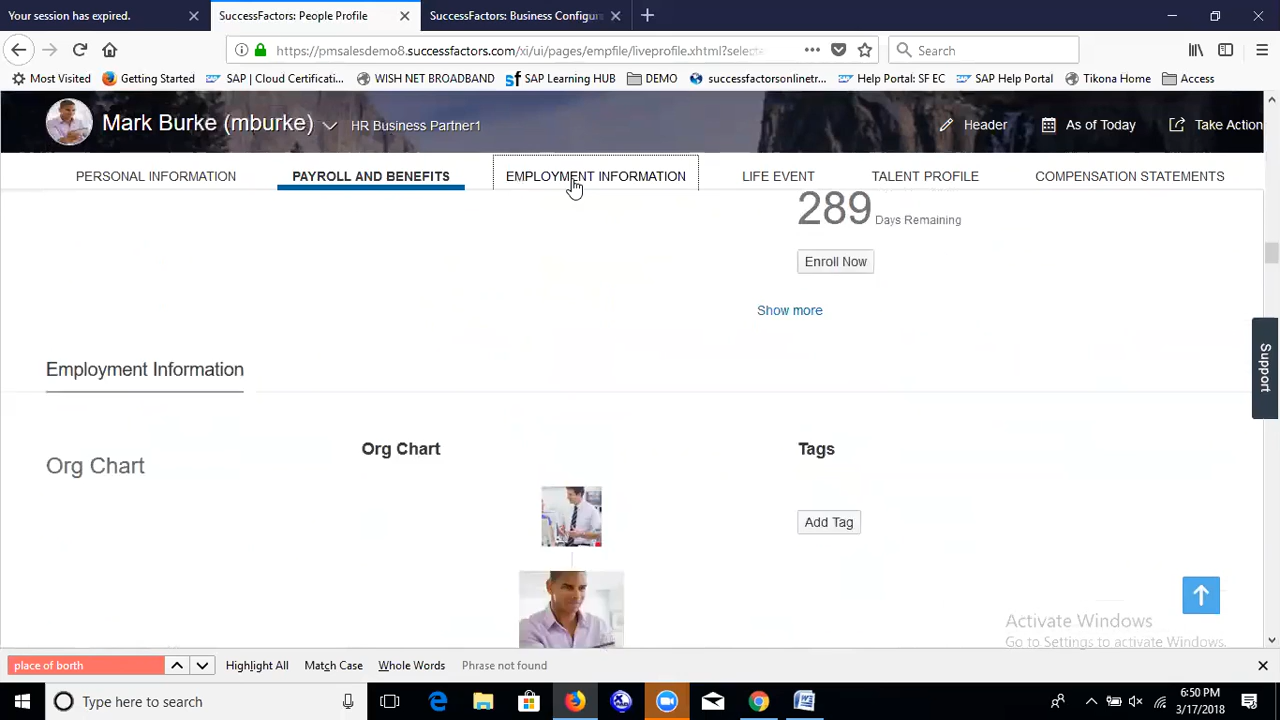 Your session has expired.
SuccessFactors: People Profile
SuccessFactors: Business Configur
https://pmsalesdemo8.successfactors.com/xi/ui/pages/empfile/liveprofile.xhtml?select
Search
Most Visited
Getting Started
SAP | Cloud Certificati...
WISH NET BROADBAND
SAP Learning HUB
DEMO
successfactorsonlinetr...
Help Portal: SF EC
SAP Help Portal
Tikona Home
Access
Mark Burke (mburke)
HR Business Partner1
Header
As of Today
Take Action
PERSONAL INFORMATION
PAYROLL AND BENEFITS
EMPLOYMENT INFORMATION
LIFE EVENT
TALENT PROFILE
COMPENSATION STATEMENTS
289 Days Remaining
Enroll Now
Show more
Support
Employment Information
Org Chart
Org Chart
Tags
Add Tag
Activate Windows
Go to Settings to activate Windows.
place of borth
Highlight All
Match Case
Whole Words
Phrase not found
Type here to search
6:50 PM
3/17/2018